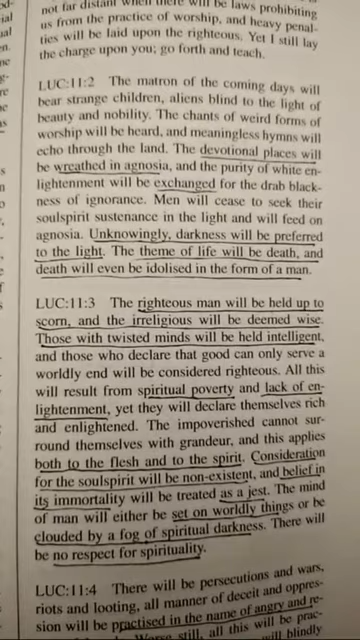 not far distant when there will be laws prohibiting
us from the practice of worship, and heavy penal-
ties will be laid upon the righteous. Yet I still lay
the charge upon you; go forth and teach.
LUC:11:2 The matron of the coming days will
bear strange children, aliens blind to the light of
beauty and nobility. The chants of weird forms of
worship will be heard, and meaningless hymns will
echo through the land. The devotional places will
be wreathed in agnosia, and the purity of white en-
lightenment will be exchanged for the drab black-
ness of ignorance. Men will cease to seek their
soulspirit sustenance in the light and will feed on
agnosia. Unknowingly, darkness will be preferred
to the light. The theme of life will be death, and
death will even be idolised in the form of a man.
LUC:11:3 The righteous man will be held up to
scorn, and the irreligious will be deemed wise.
Those with twisted minds will be held intelligent,
and those who declare that good can only serve a
worldly end will be considered righteous. All this
will result from spiritual poverty and lack of en-
lightenment, yet they will declare themselves rich
and enlightened. The impoverished cannot sur-
round themselves with grandeur, and this applies
both to the flesh and to the spirit. Consideration
for the soulspirit will be non-existent, and belief in
its immortality will be treated as a jest. The mind
of man will either be set on worldly things or be
clouded by a fog of spiritual darkness. There will
be no respect for spirituality.
LUC:11:4 There will be persecutions and wars,
riots and looting, all manner of deceit and oppres-
sion will be practised in the name of angry and re-
still, all this will be prac-
will blindly